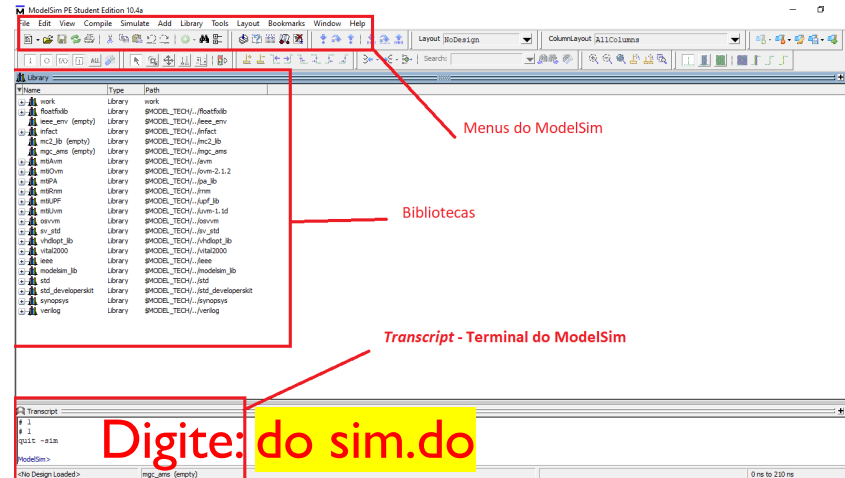 ModelSim PE Student Edition 10.4a
File Edit View Compile Simulate Add Library Tools Layout Bookmarks Window Help
Layout NoDesign
ColumnLayout AllColumns
Search:
Library
Name Type Path
work Library work
floatfixlib Library $MODEL_TECH/../floatfixlib
ieee_env (empty) Library $MODEL_TECH/../ieee_env
infact Library $MODEL_TECH/../infact
mc2_lib (empty) Library $MODEL_TECH/../mc2_lib
mgc_ams (empty) Library $MODEL_TECH/../mgc_ams
mtiAvm Library $MODEL_TECH/../avm
mtiOvm Library $MODEL_TECH/../ovm-2.1.2
mtiPA Library $MODEL_TECH/../pa_lib
mtiRnm Library $MODEL_TECH/../rnm
mtiUPF Library $MODEL_TECH/../upf_lib
mtiUvm Library $MODEL_TECH/../uvm-1.1d
osvvm Library $MODEL_TECH/../osvvm
sv_std Library $MODEL_TECH/../sv_std
vhdlopt_lib Library $MODEL_TECH/../vhdlopt_lib
vital2000 Library $MODEL_TECH/../vital2000
ieee Library $MODEL_TECH/../ieee
modelsim_lib Library $MODEL_TECH/../modelsim_lib
std Library $MODEL_TECH/../std
std_developerskit Library $MODEL_TECH/../std_developerskit
synopsys Library $MODEL_TECH/../synopsys
verilog Library $MODEL_TECH/../verilog
Menus do ModelSim
Bibliotecas
Transcript - Terminal do ModelSim
Transcript
# 1
# 1
quit -sim
ModelSim>
Digite: do sim.do
<No Design Loaded> mgc_ams (empty) 0 ns to 210 ns